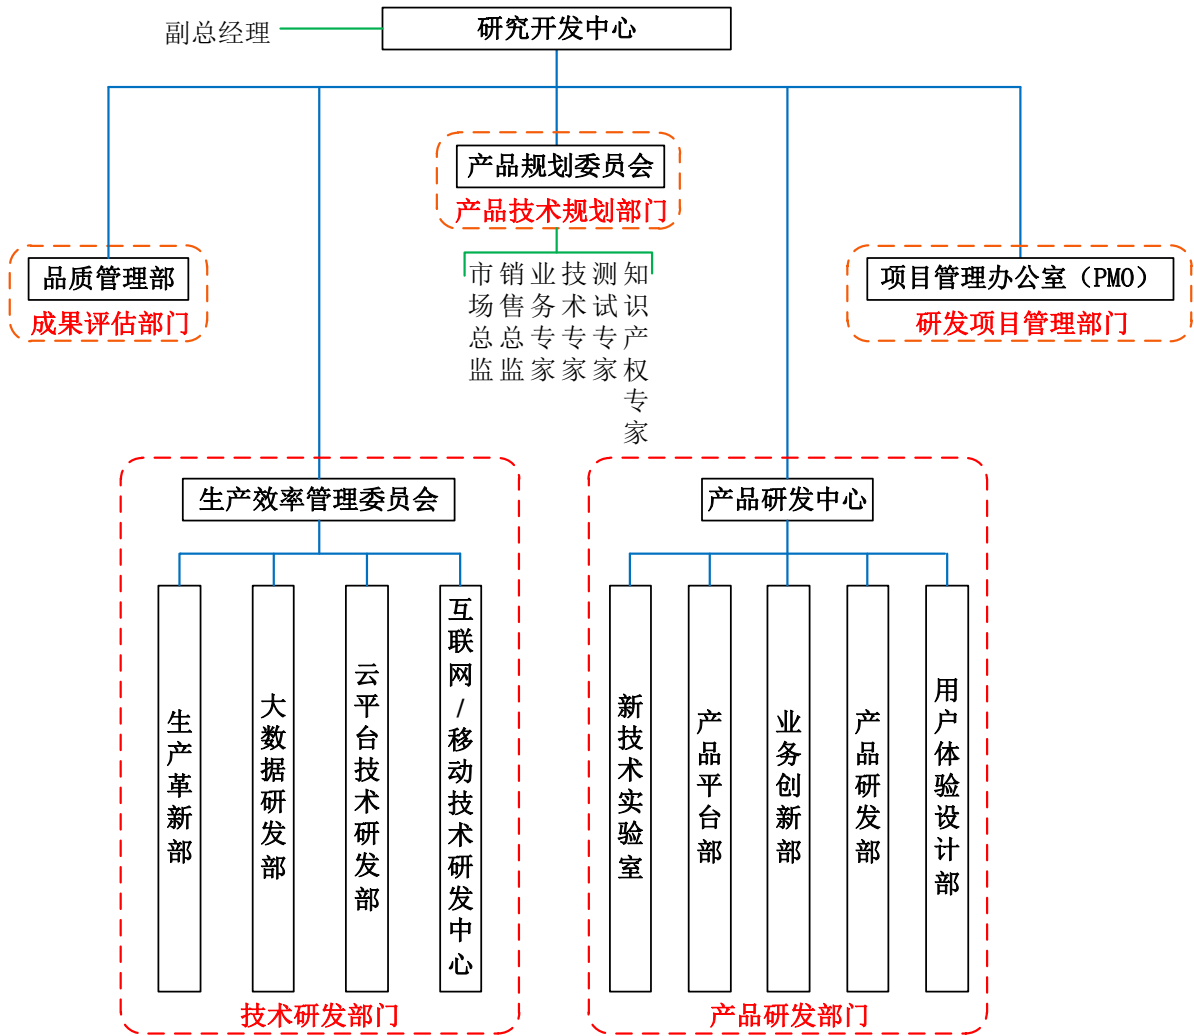 副总经理
研究开发中心
产品规划委员会
产品技术规划部门
品质管理部
成果评估部门
项目管理办公室（PMO）
研发项目管理部门
市场总监
销售总监
业务专家
技术专家
测试专家
知识产权专家
生产效率管理委员会
生产革新部
大数据研发部
云平台技术研发部
互联网/移动技术研发中心
技术研发部门
产品研发中心
新技术实验室
产品平台部
业务创新部
产品研发部
用户体验设计部
产品研发部门